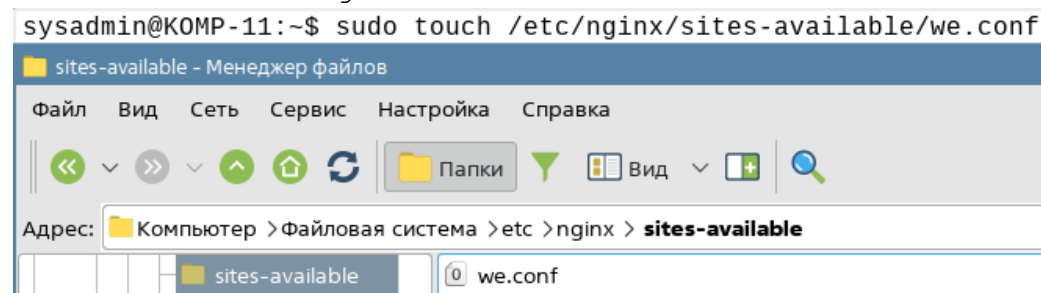 sysadmin@KOMP-11:~$ sudo touch /etc/nginx/sites-available/we.conf
sites-available – Менеджер файлов
Файл Вид Сеть Сервис Настройка Справка
Папки Вид
Адрес: Компьютер >Файловая система >etc >nginx > sites-available
sites-available 0 we.conf